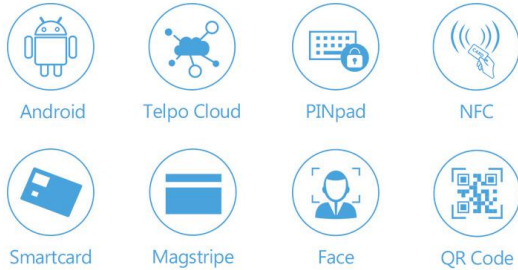 Android
Telpo Cloud
PINpad
NFC
Smartcard
Magstripe
Face
QR Code